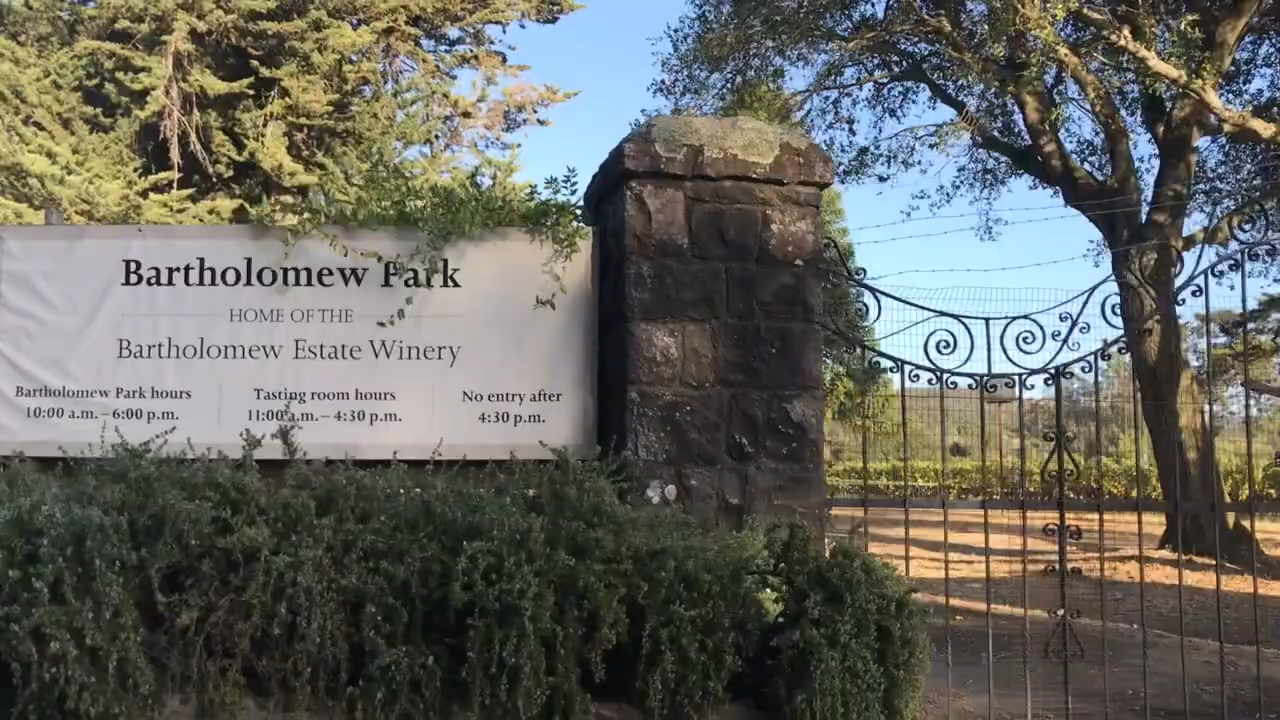 Bartholomew Park
HOME OF THE
Bartholomew Estate Winery
Bartholomew Park hours
10:00 a.m. – 6:00 p.m.
Tasting room hours
11:00 a.m. – 4:30 p.m.
No entry after
4:30 p.m.